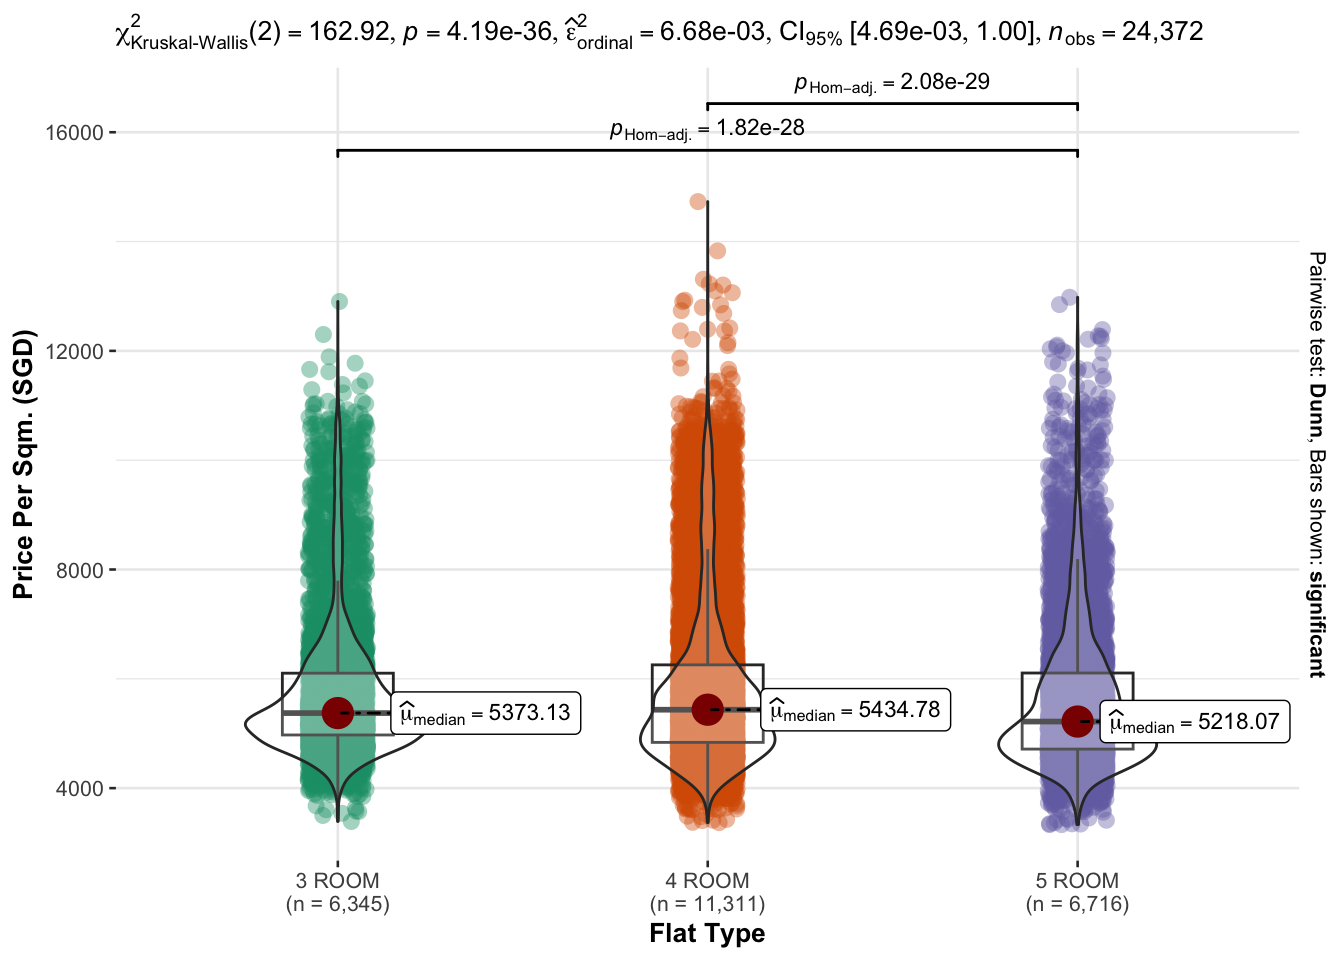 χ²Kruskal-Wallis(2) = 162.92, p = 4.19e-36, ε̂²ordinal = 6.68e-03, CI95% [4.69e-03, 1.00], nobs = 24,372
pHom−adj. = 2.08e-29
pHom−adj. = 1.82e-28
16000
12000
8000
4000
Price Per Sqm. (SGD)
μ̂median = 5373.13
μ̂median = 5434.78
μ̂median = 5218.07
Pairwise test: Dunn, Bars shown: significant
3 ROOM
(n = 6,345)
4 ROOM
(n = 11,311)
5 ROOM
(n = 6,716)
Flat Type